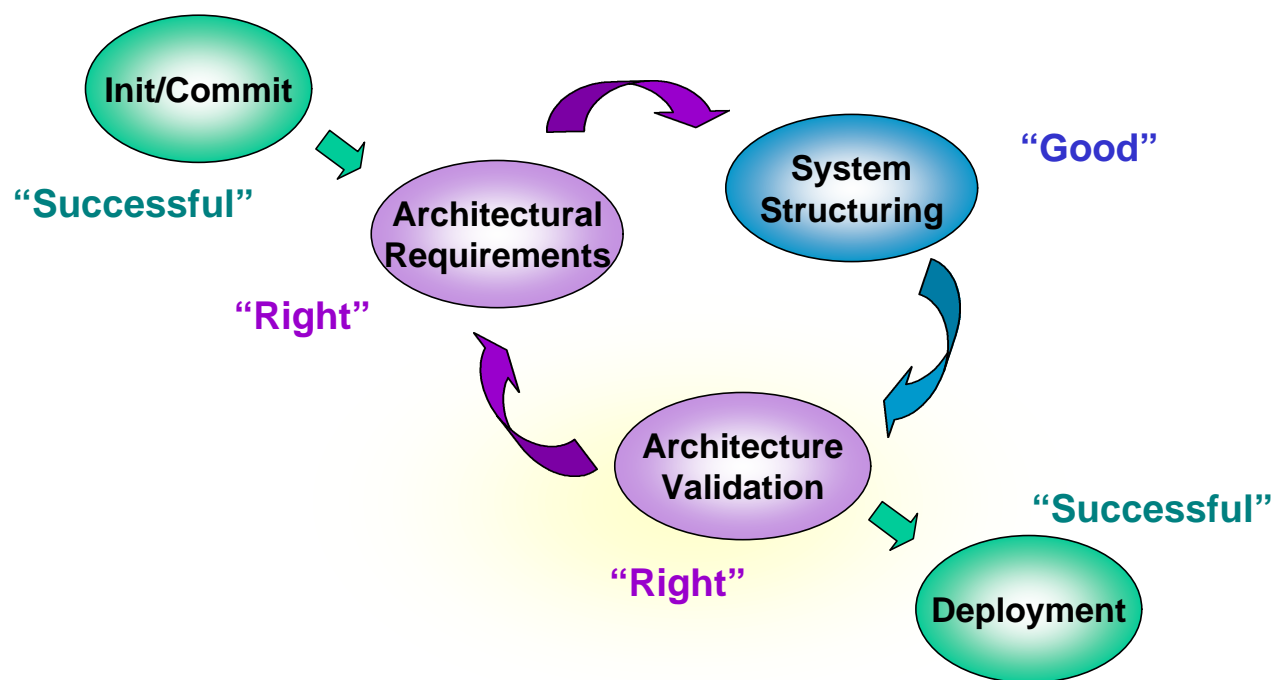 Init/Commit
“Successful”
Architectural
Requirements
“Right”
System
Structuring
“Good”
Architecture
Validation
“Right”
“Successful”
Deployment